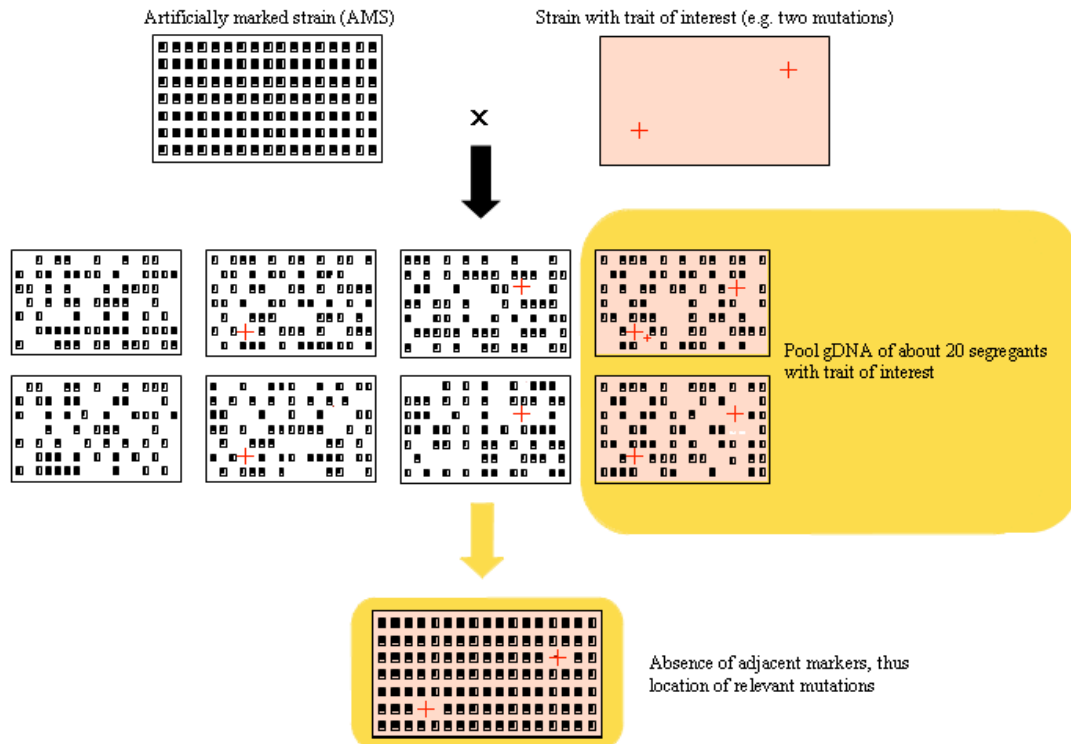 Artificially marked strain (AMS)
Strain with trait of interest (e.g. two mutations)
x
Pool gDNA of about 20 segregants
with trait of interest
Absence of adjacent markers, thus
location of relevant mutations